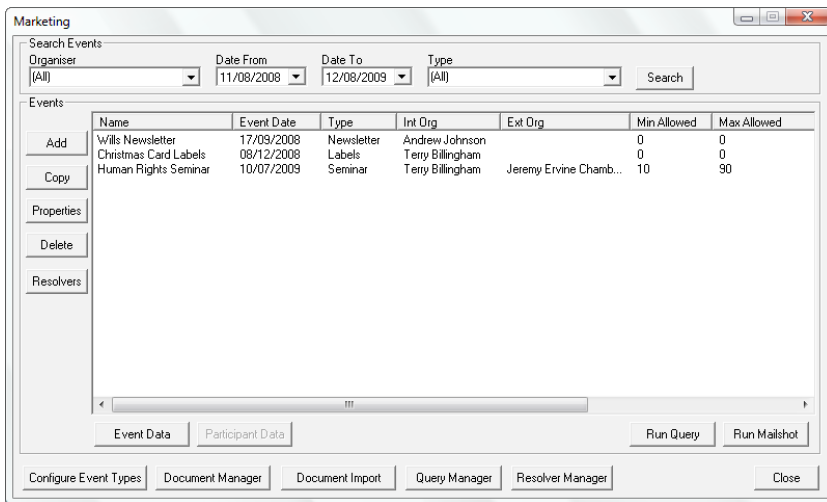 Marketing
Search Events
Organiser Date From Date To Type
(All) 11/08/2008 12/08/2009 (All) Search
Events
Name Event Date Type Int Org Ext Org Min Allowed Max Allowed
Wills Newsletter 17/09/2008 Newsletter Andrew Johnson 0 0
Christmas Card Labels 08/12/2008 Labels Terry Billingham 0 0
Human Rights Seminar 10/07/2009 Seminar Terry Billingham Jeremy Ervine Chamb... 10 90
Add
Copy
Properties
Delete
Resolvers
Event Data Participant Data Run Query Run Mailshot
Configure Event Types Document Manager Document Import Query Manager Resolver Manager Close